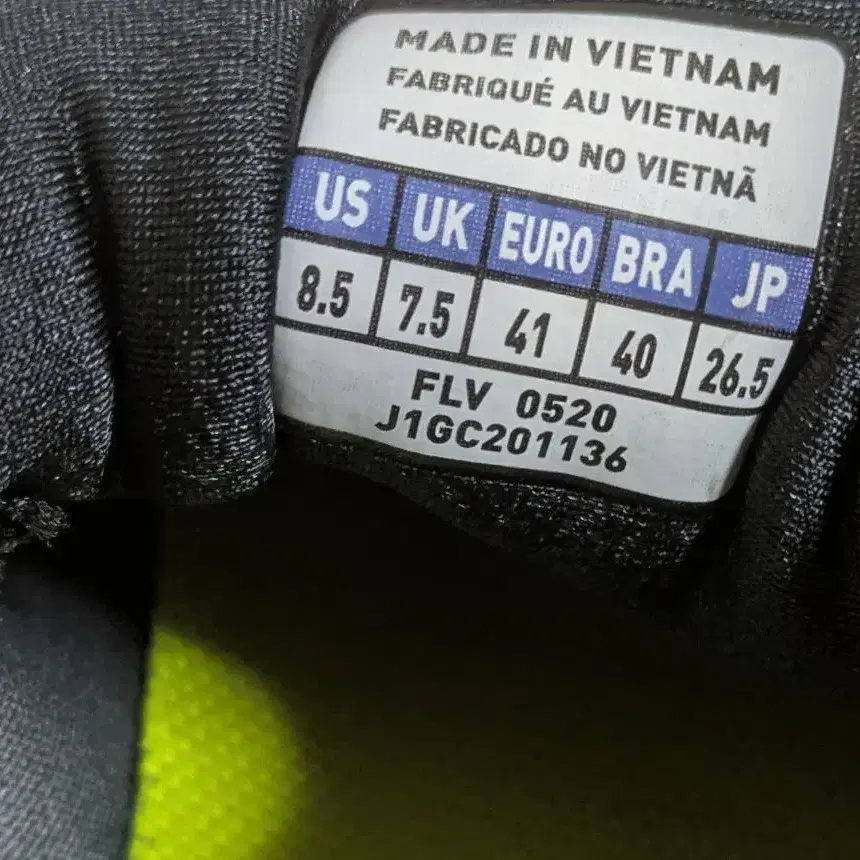 MADE IN VIETNAM
FABRIQUÉ AU VIETNAM
FABRICADO NO VIETNÃ
US UK EURO BRA JP
8.5 7.5 41 40 26.5
FLV 0520
J1GC201136